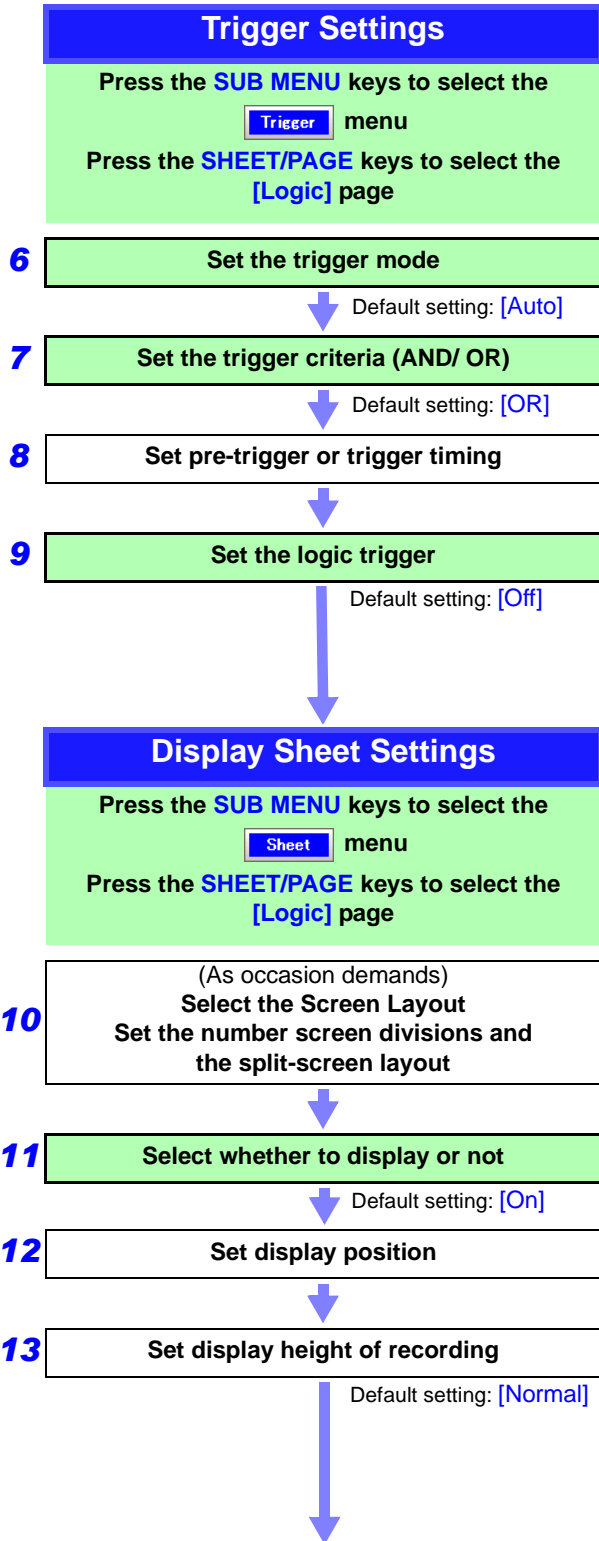 Trigger Settings
Press the SUB MENU keys to select the
Trigger menu
Press the SHEET/PAGE keys to select the
[Logic] page
6 Set the trigger mode
Default setting: [Auto]
7 Set the trigger criteria (AND/ OR)
Default setting: [OR]
8 Set pre-trigger or trigger timing
9 Set the logic trigger
Default setting: [Off]
Display Sheet Settings
Press the SUB MENU keys to select the
Sheet menu
Press the SHEET/PAGE keys to select the
[Logic] page
(As occasion demands)
10 Select the Screen Layout
Set the number screen divisions and
the split-screen layout
11 Select whether to display or not
Default setting: [On]
12 Set display position
13 Set display height of recording
Default setting: [Normal]